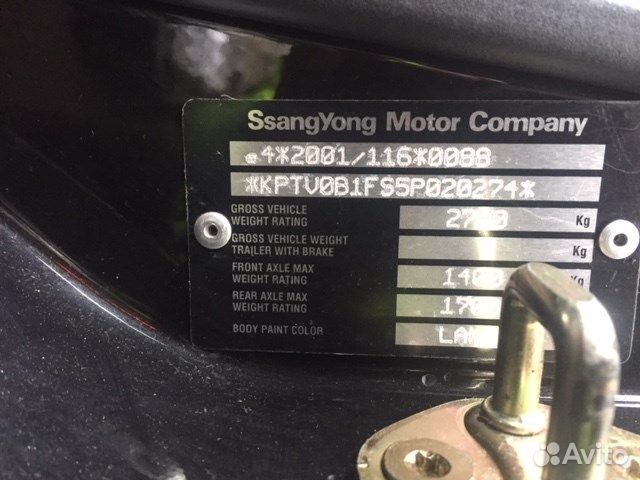 SsangYong Motor Company
e4*2001/116*0088
*KPTV0B1FS5P020274*
GROSS VEHICLE
WEIGHT RATING Kg
GROSS VEHICLE WEIGHT
TRAILER WITH BRAKE Kg
FRONT AXLE MAX
WEIGHT RATING Kg
REAR AXLE MAX
WEIGHT RATING
BODY PAINT COLOR
Avito